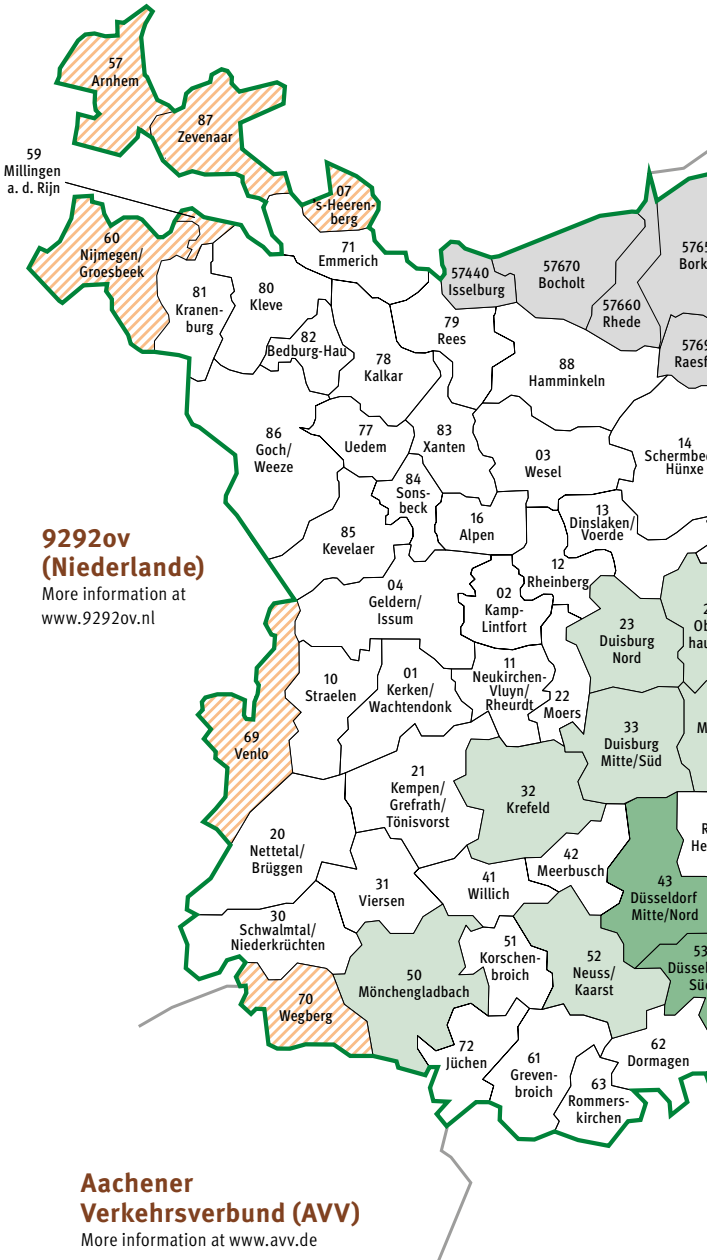 57
Arnhem
87
Zevenaar
59
Millingen
a. d. Rijn
07
's-Heeren-
berg
60
Nijmegen/
Groesbeek
71
Emmerich
57440
Isselburg
57670
Bocholt
57660
Rhede
81
Kranen-
burg
80
Kleve
82
Bedburg-Hau
78
Kalkar
79
Rees
88
Hamminkeln
86
Goch/
Weeze
77
Uedem
83
Xanten
03
Wesel
14
84
Sons-
beck
16
Alpen
13
Dinslaken/
Voerde
Hünxe
85
Kevelaer
12
Rheinberg
9292ov
(Niederlande)
More information at
www.9292ov.nl
04
Geldern/
Issum
02
Kamp-
Lintfort
23
Duisburg
Nord
10
Straelen
01
Kerken/
Wachtendonk
11
Neukirchen-
Vluyn/
Rheurdt
22
Moers
69
Venlo
33
Duisburg
Mitte/Süd
21
Kempen/
Grefrath/
Tönisvorst
32
Krefeld
20
Nettetal/
Brüggen
42
Meerbusch
31
Viersen
41
Willich
43
Düsseldorf
Mitte/Nord
30
Schwalmtal/
Niederkrüchten
51
Korschen-
broich
52
Neuss/
Kaarst
53
50
Mönchengladbach
70
Wegberg
72
Jüchen
61
Greven-
broich
62
Dormagen
63
Rommers-
kirchen
Aachener
Verkehrsverbund (AVV)
More information at www.avv.de